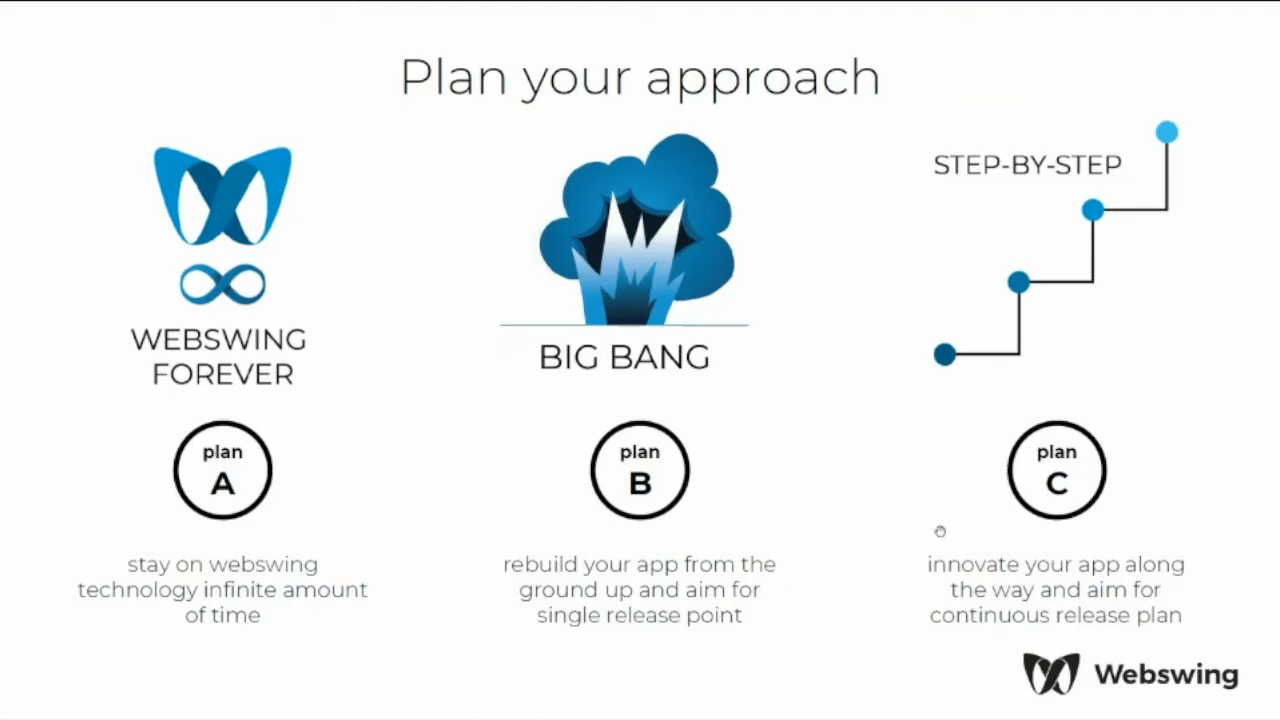 Plan your approach
WEBSWING
FOREVER
plan
A
stay on webswing
technology infinite amount
of time
BIG BANG
plan
B
rebuild your app from the
ground up and aim for
single release point
STEP-BY-STEP
plan
C
innovate your app along
the way and aim for
continuous release plan
Webswing